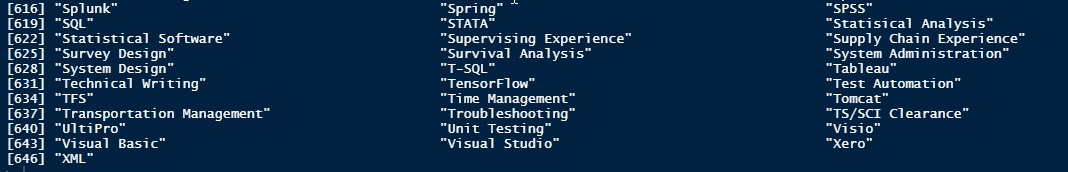 [616] "Splunk" "Spring" "SPSS"
[619] "SQL" "STATA" "Statisical Analysis"
[622] "Statistical Software" "Supervising Experience" "Supply Chain Experience"
[625] "Survey Design" "Survival Analysis" "System Administration"
[628] "System Design" "T-SQL" "Tableau"
[631] "Technical Writing" "TensorFlow" "Test Automation"
[634] "TFS" "Time Management" "Tomcat"
[637] "Transportation Management" "Troubleshooting" "TS/SCI Clearance"
[640] "UltiPro" "Unit Testing" "Visio"
[643] "Visual Basic" "Visual Studio" "Xero"
[646] "XML"